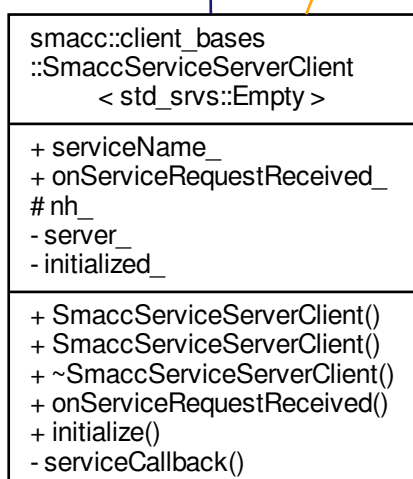 smacc::client_bases
::SmaccServiceServerClient
< std_srvs::Empty >
+ serviceName_
+ onServiceRequestReceived_
# nh_
- server_
- initialized_
+ SmaccServiceServerClient()
+ SmaccServiceServerClient()
+ ~SmaccServiceServerClient()
+ onServiceRequestReceived()
+ initialize()
- serviceCallback()